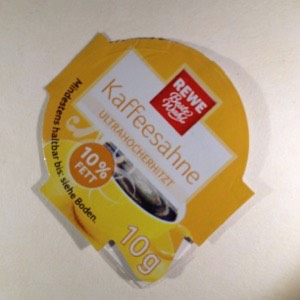 REWE
Beste
Wahl
Kaffeesahne
ULTRAHOCHERHITZT
10%
FETT
10g
Mindestens haltbar bis: siehe Boden.